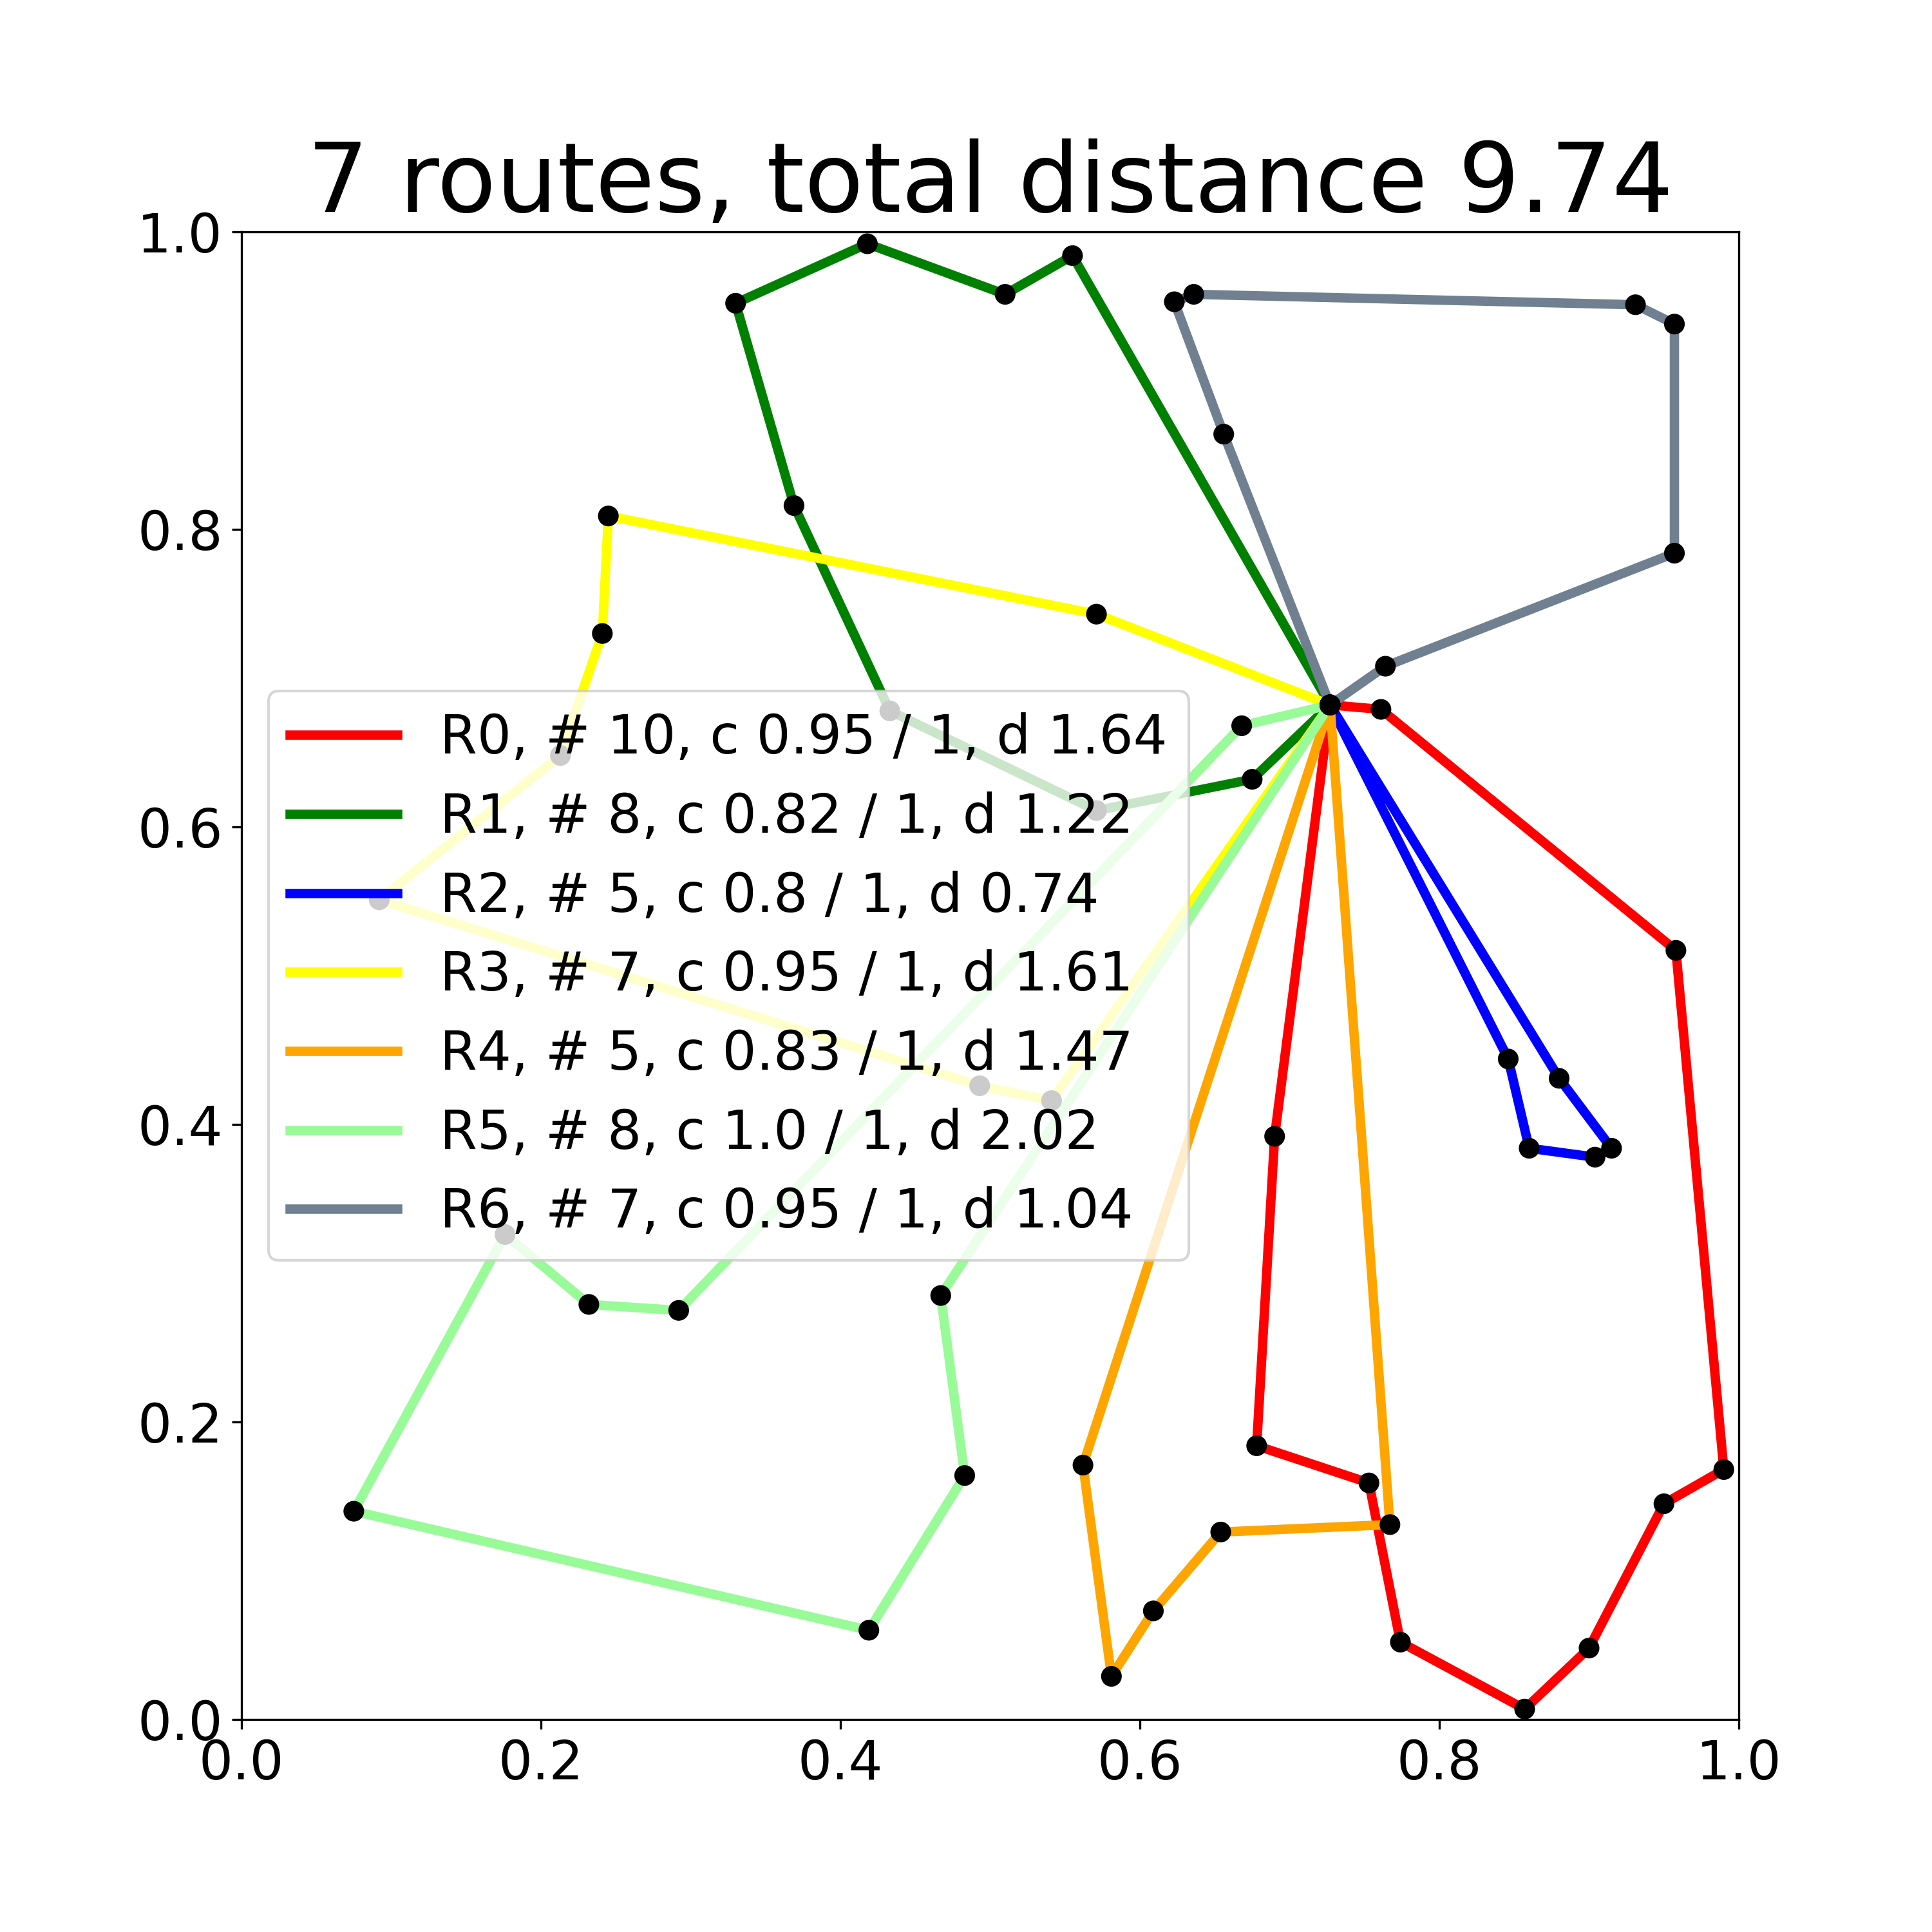 7 routes, total distance 9.74
1.0
0.8
0.6
0.4
0.2
0.0
R0, # 10, c 0.95 / 1, d 1.64
R1, # 8, c 0.82 / 1, d 1.22
R2, # 5, c 0.8 / 1, d 0.74
R3, # 7, c 0.95 / 1, d 1.61
R4, # 5, c 0.83 / 1, d 1.47
R5, # 8, c 1.0 / 1, d 2.02
R6, # 7, c 0.95 / 1, d 1.04
0.0 0.2 0.4 0.6 0.8 1.0